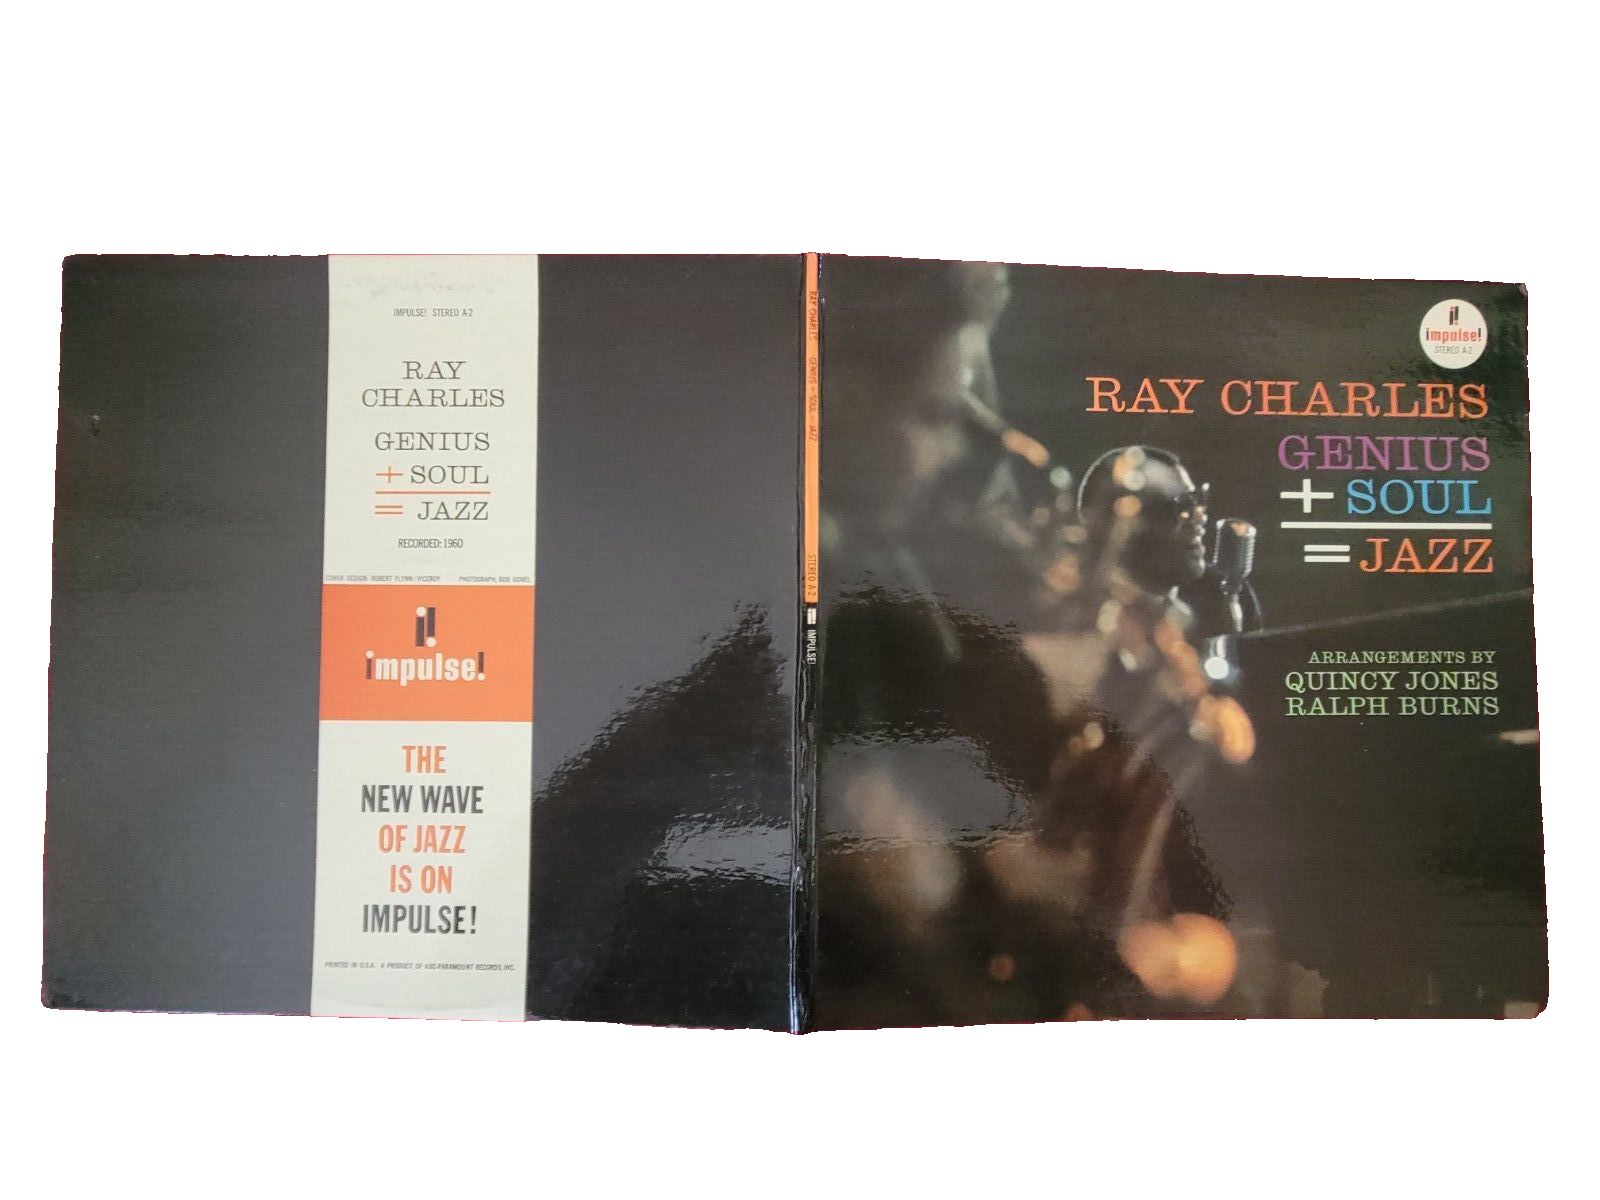 IMPULSE! STEREO A-2
RAY
CHARLES
GENIUS
+ SOUL
= JAZZ
RECORDED: 1960
COVER DESIGN: ROBERT FLYNN/VICEROY PHOTOGRAPH: BOB GOMEL
i!
impulse!
THE
NEW WAVE
OF JAZZ
IS ON
IMPULSE!
PRINTED IN U.S.A. A PRODUCT OF ABC-PARAMOUNT RECORDS, INC.
RAY CHARLES GENIUS + SOUL = JAZZ STEREO A-2 IMPULSE!
i!
impulse!
STEREO A-2
RAY CHARLES
GENIUS
+ SOUL
= JAZZ
ARRANGEMENTS BY
QUINCY JONES
RALPH BURNS